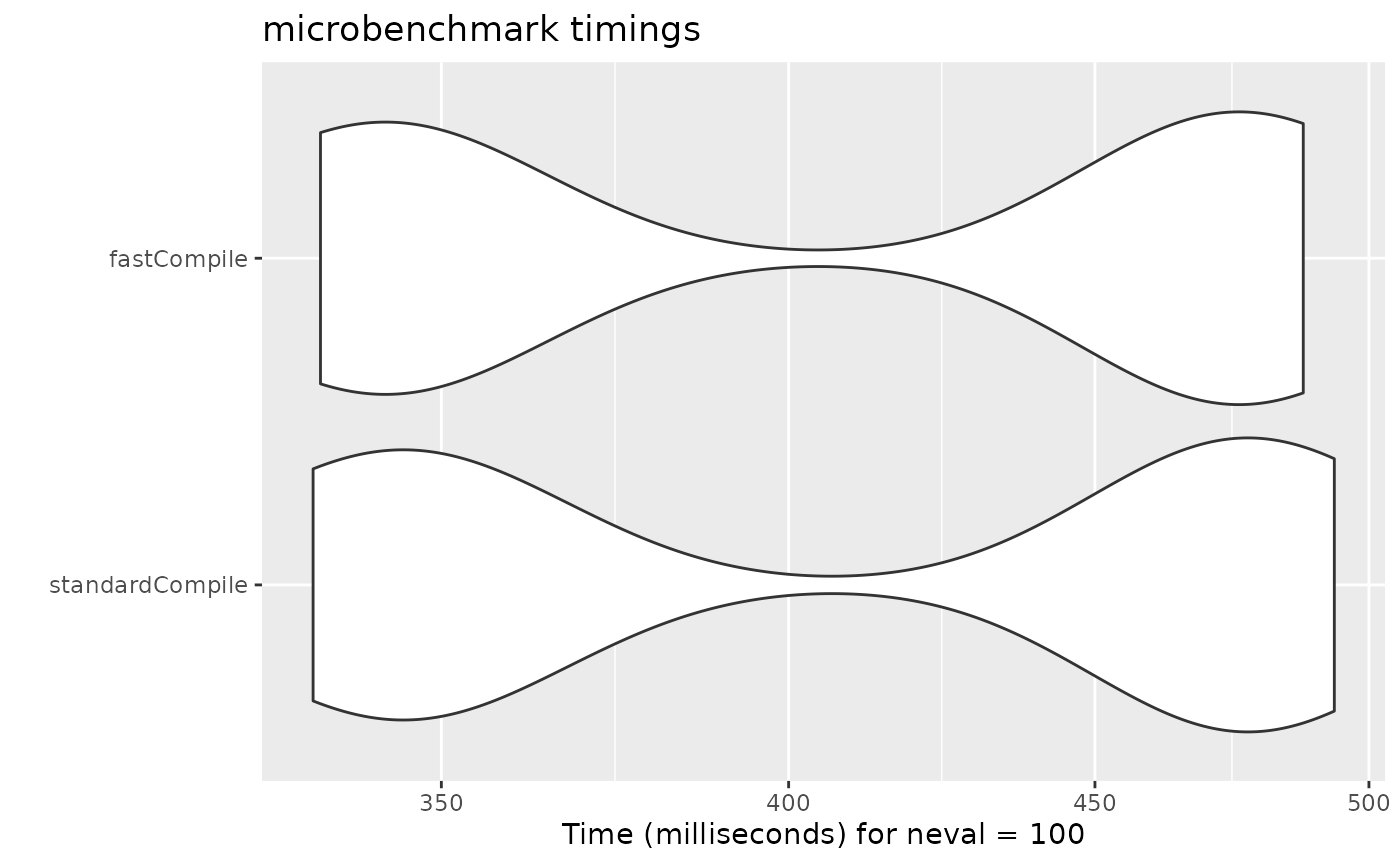 microbenchmark timings
fastCompile
standardCompile
350 400 450 500
Time (milliseconds) for neval = 100